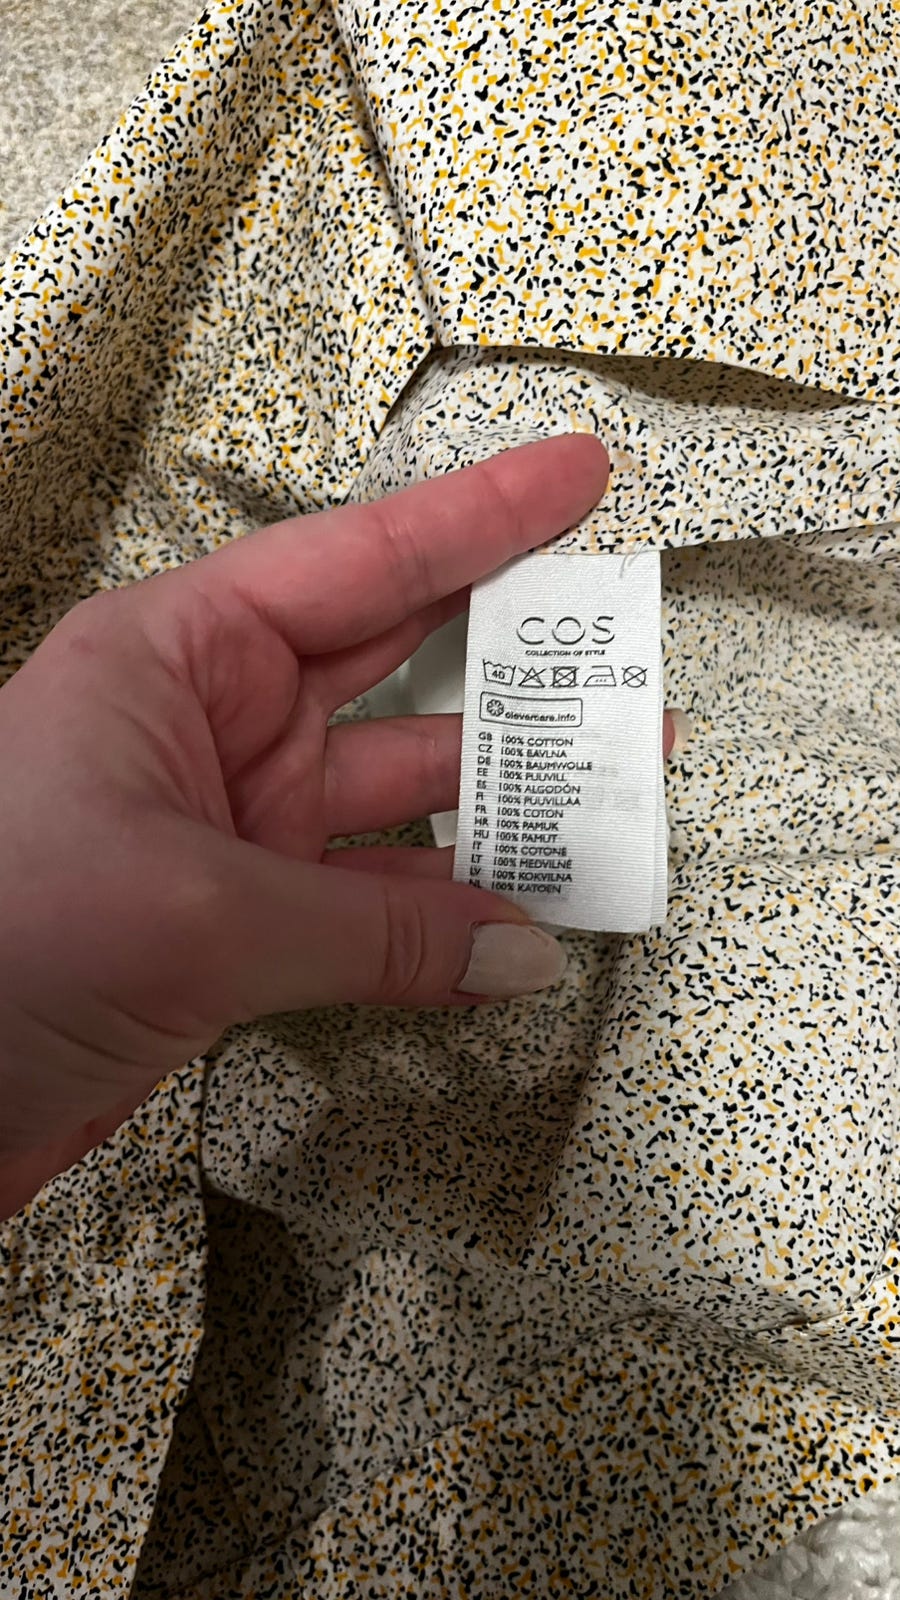 COS
COLLECTION OF STYLE
40
clevercare.info
GB 100% COTTON
CZ 100% BAVLNA
DE 100% BAUMWOLLE
EE 100% PUUVILL
ES 100% ALGODÓN
FI 100% PUUVILLAA
FR 100% COTON
HR 100% PAMUK
HU 100% PAMUT
IT 100% COTONE
LT 100% MEDVILNĖ
LV 100% KOKVILNA
NL 100% KATOEN